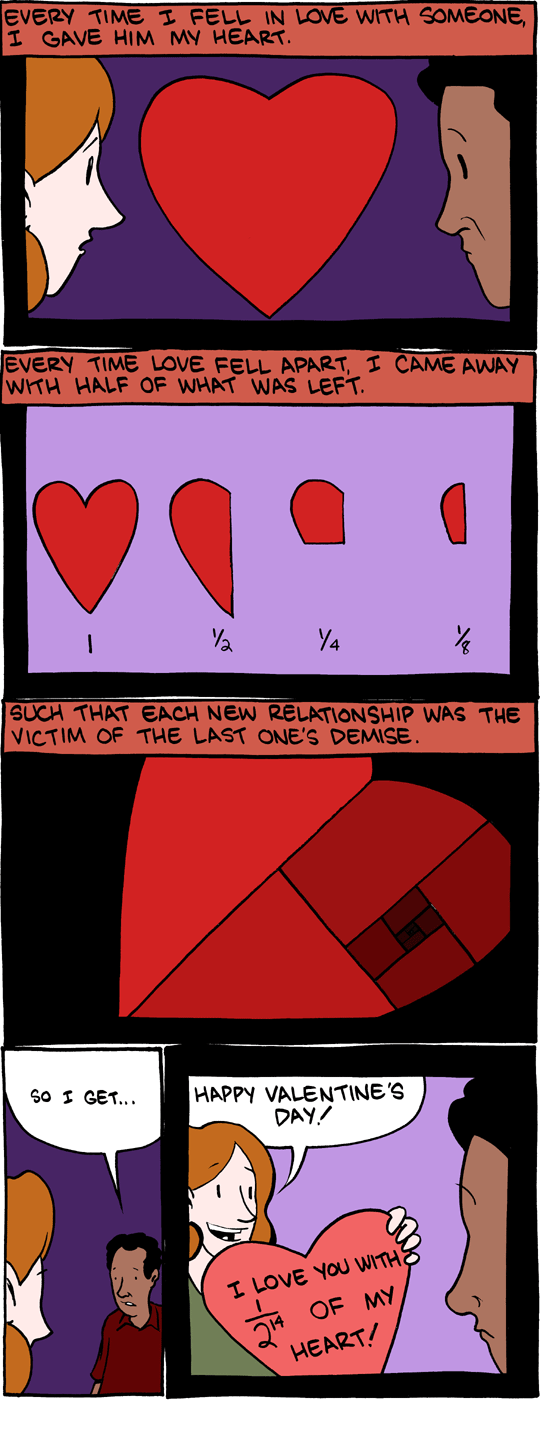 EVERY TIME I FELL IN LOVE WITH SOMEONE,
I GAVE HIM MY HEART.
EVERY TIME LOVE FELL APART, I CAME AWAY
WITH HALF OF WHAT WAS LEFT.
1 1/2 1/4 1/8
SUCH THAT EACH NEW RELATIONSHIP WAS THE
VICTIM OF THE LAST ONE'S DEMISE.
SO I GET...
HAPPY VALENTINE'S
DAY!
I LOVE YOU WITH
1/2¹⁴ OF MY
HEART!